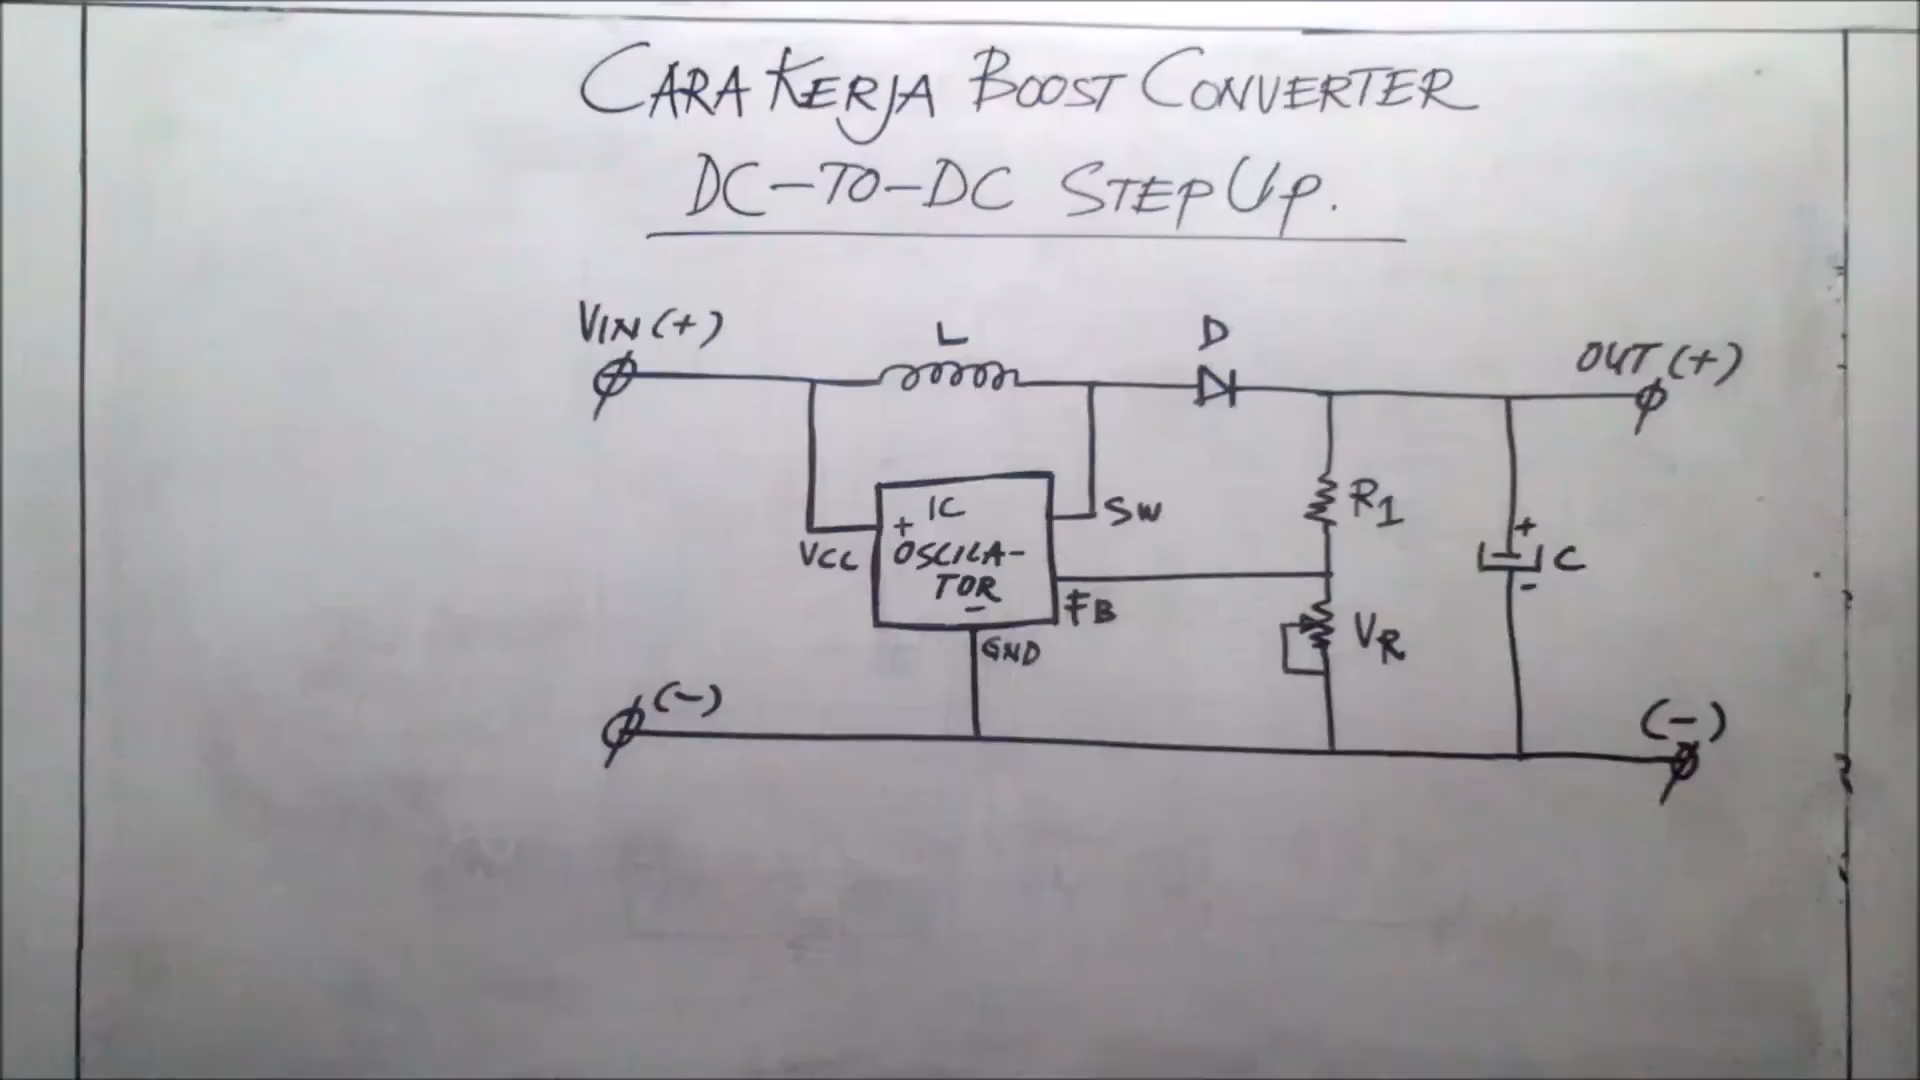 CARA KERJA BOOST CONVERTER
DC-TO-DC STEP UP.
VIN (+)
L
D
OUT (+)
+ IC
OSCILA-
TOR
-
VCC
SW
FB
GND
R1
VR
+
C
-
(-)
(-)